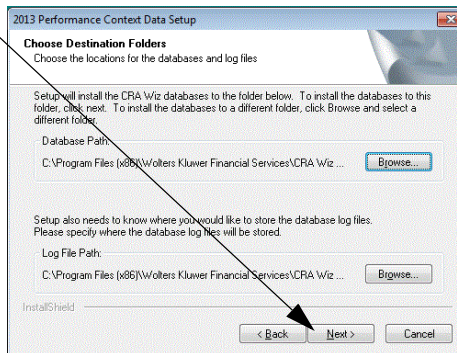 2013 Performance Context Data Setup
Choose Destination Folders
Choose the locations for the databases and log files
Setup will install the CRA Wiz databases to the folder below. To install the databases to this
folder, click next. To install the databases to a different folder, click Browse and select a
different folder.
Database Path:
C:\Program Files (x86)\Wolters Kluwer Financial Services\CRA Wiz ...
Browse...
Setup also needs to know where you would like to store the database log files.
Please specify where the database log files will be stored.
Log File Path:
C:\Program Files (x86)\Wolters Kluwer Financial Services\CRA Wiz ...
Browse...
InstallShield
< Back
Next >
Cancel